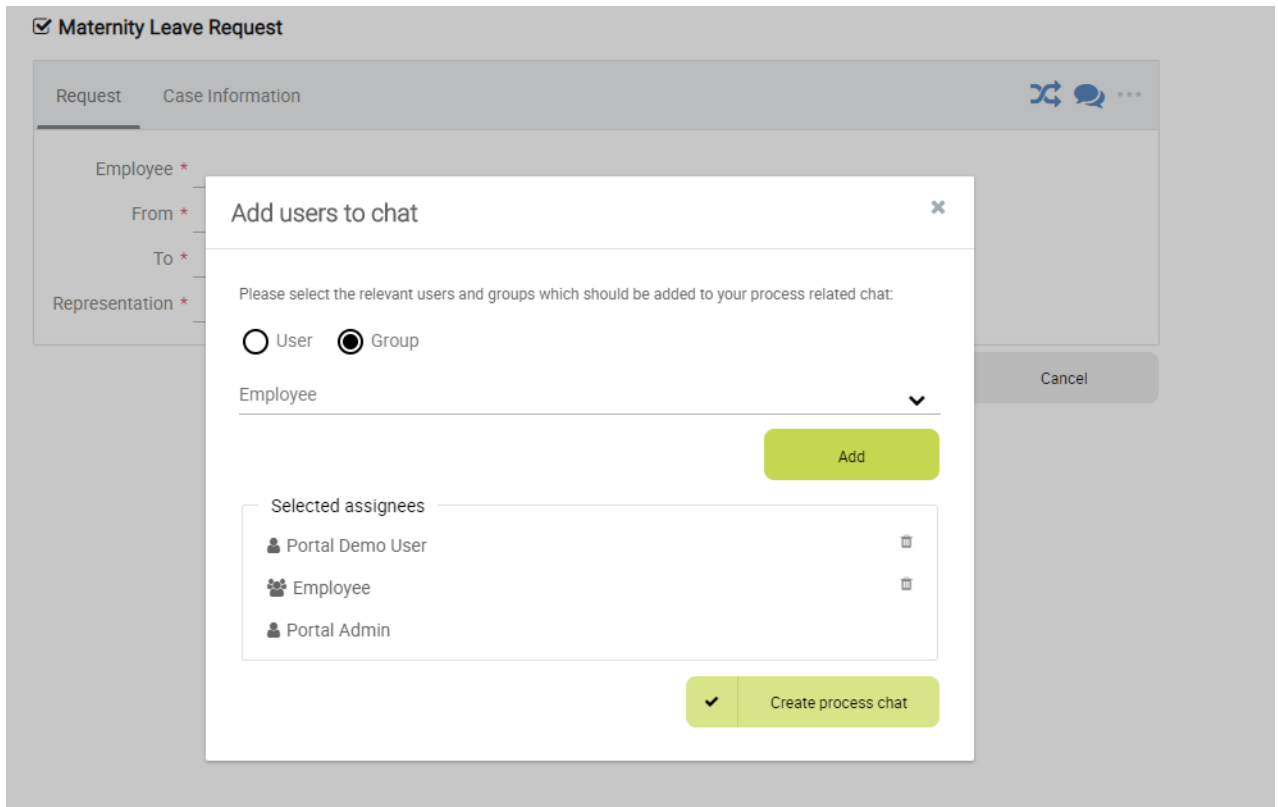 Maternity Leave Request
Request Case Information
Employee *
From *
To *
Representation *
Cancel
Add users to chat
Please select the relevant users and groups which should be added to your process related chat:
User Group
Employee
Add
Selected assignees
Portal Demo User
Employee
Portal Admin
Create process chat